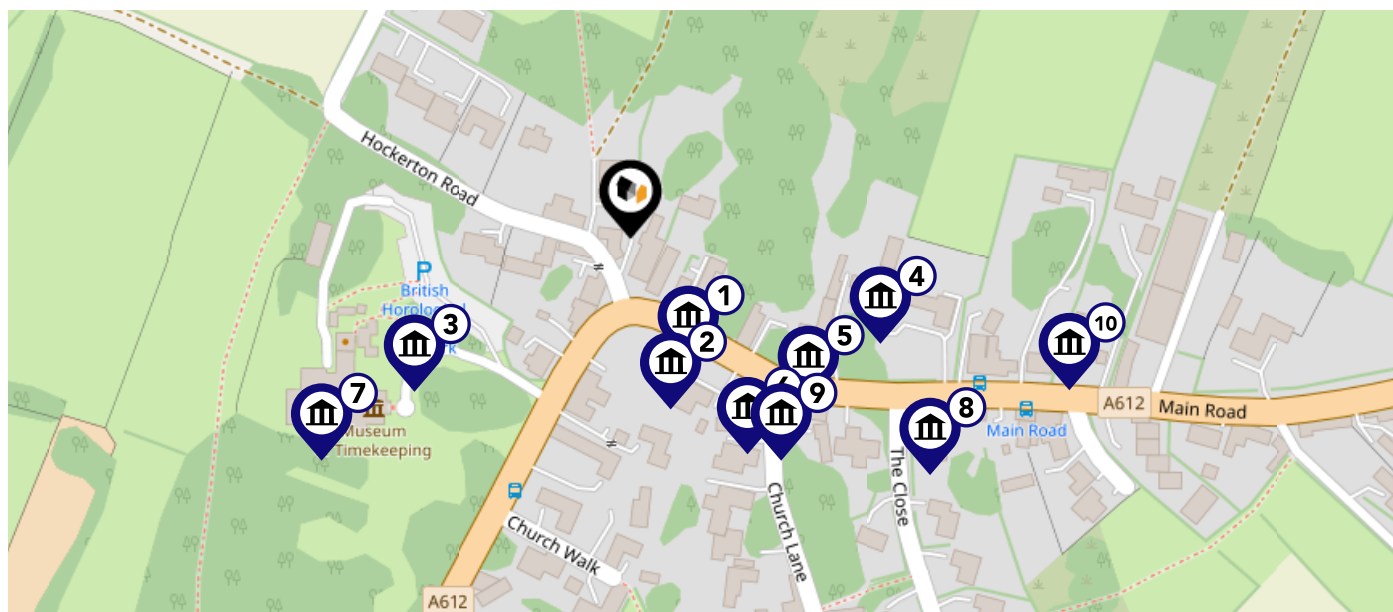 Hockerton Road
P
British
3
7
Museum
Timekeeping
1
2
4
5
6
9
8
10
Main Road
A612
Main Road
The Close
Church Lane
Church Walk
A612